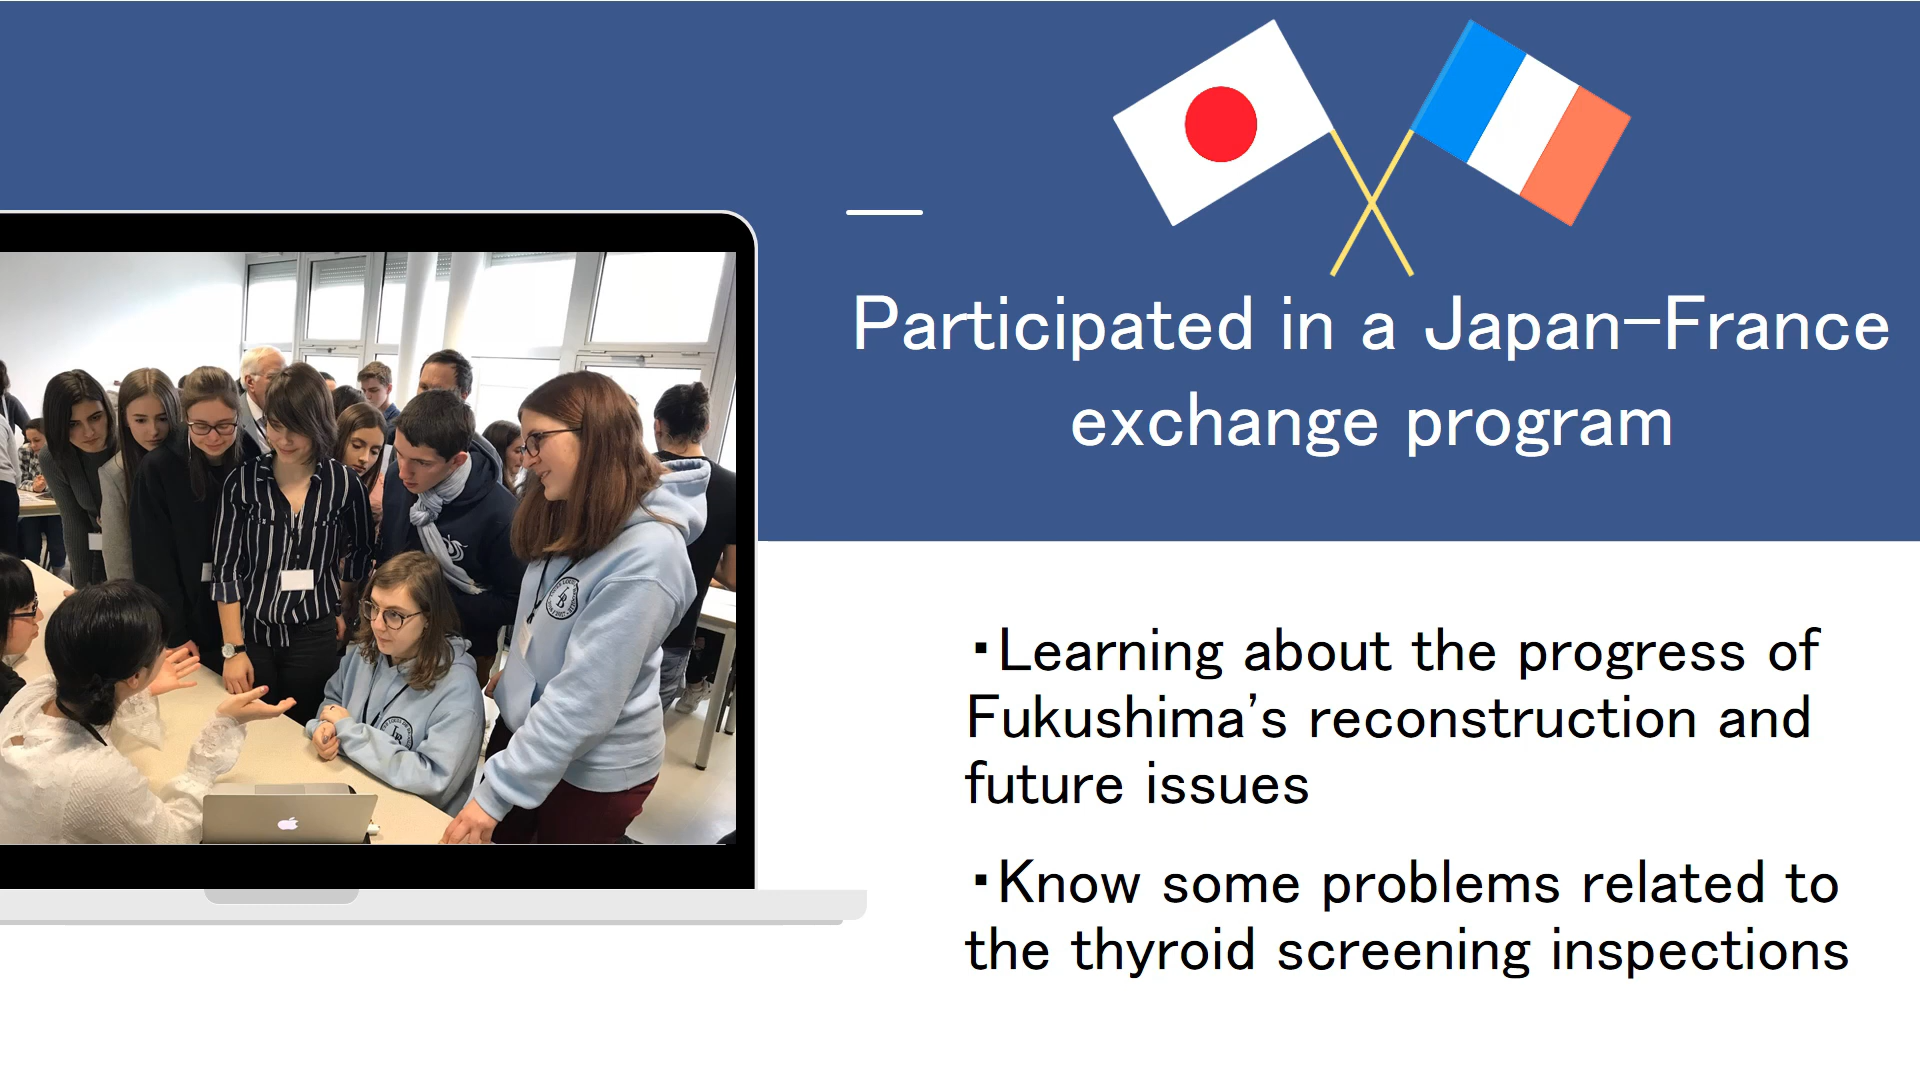 Participated in a Japan-France
exchange program
・Learning about the progress of
Fukushima's reconstruction and
future issues
・Know some problems related to
the thyroid screening inspections